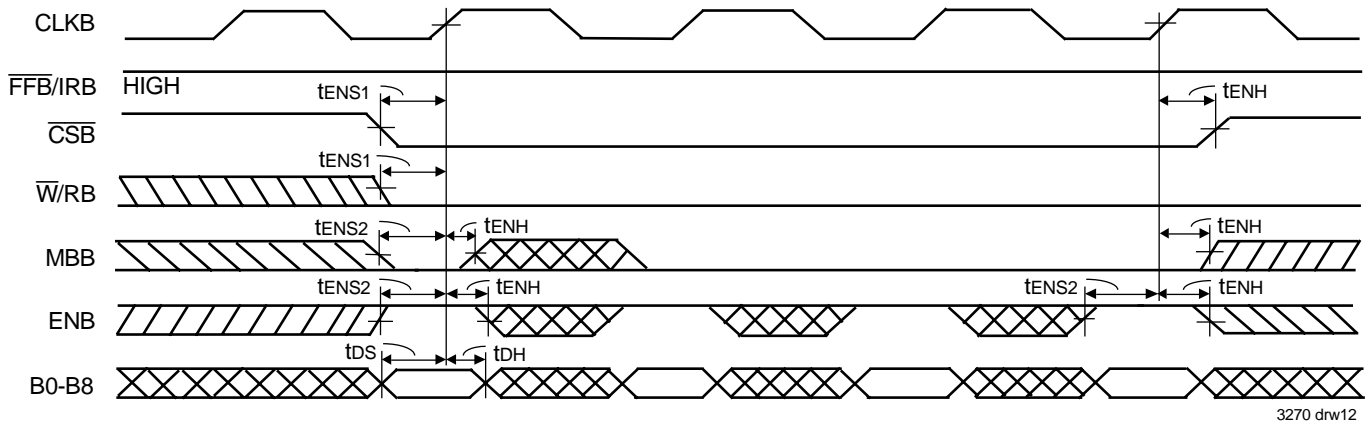 CLKB
FFB/IRB HIGH
tENS1 tENH
CSB
tENS1
W/RB
tENS2 tENH tENH
MBB
tENS2 tENH tENS2 tENH
ENB
tDS tDH
B0-B8
3270 drw12